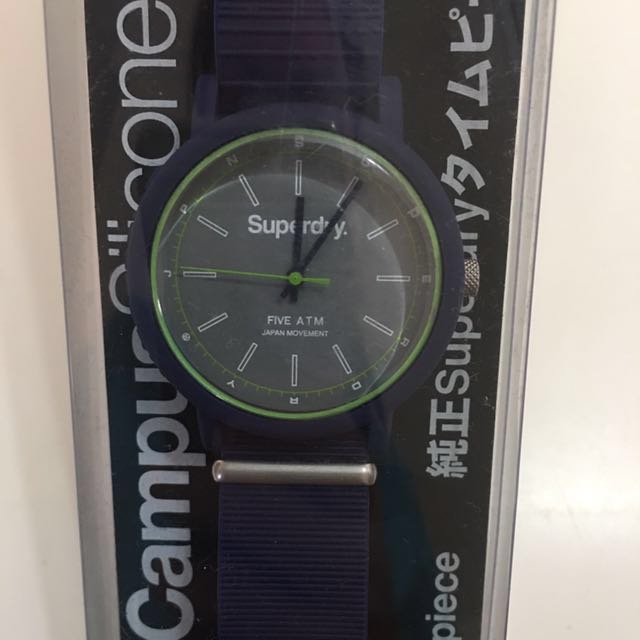 Campus Silicone
Superdry.
FIVE ATM
JAPAN MOVEMENT
S U P E R D R Y ® J P N
純正Superdryタイムピー
piece